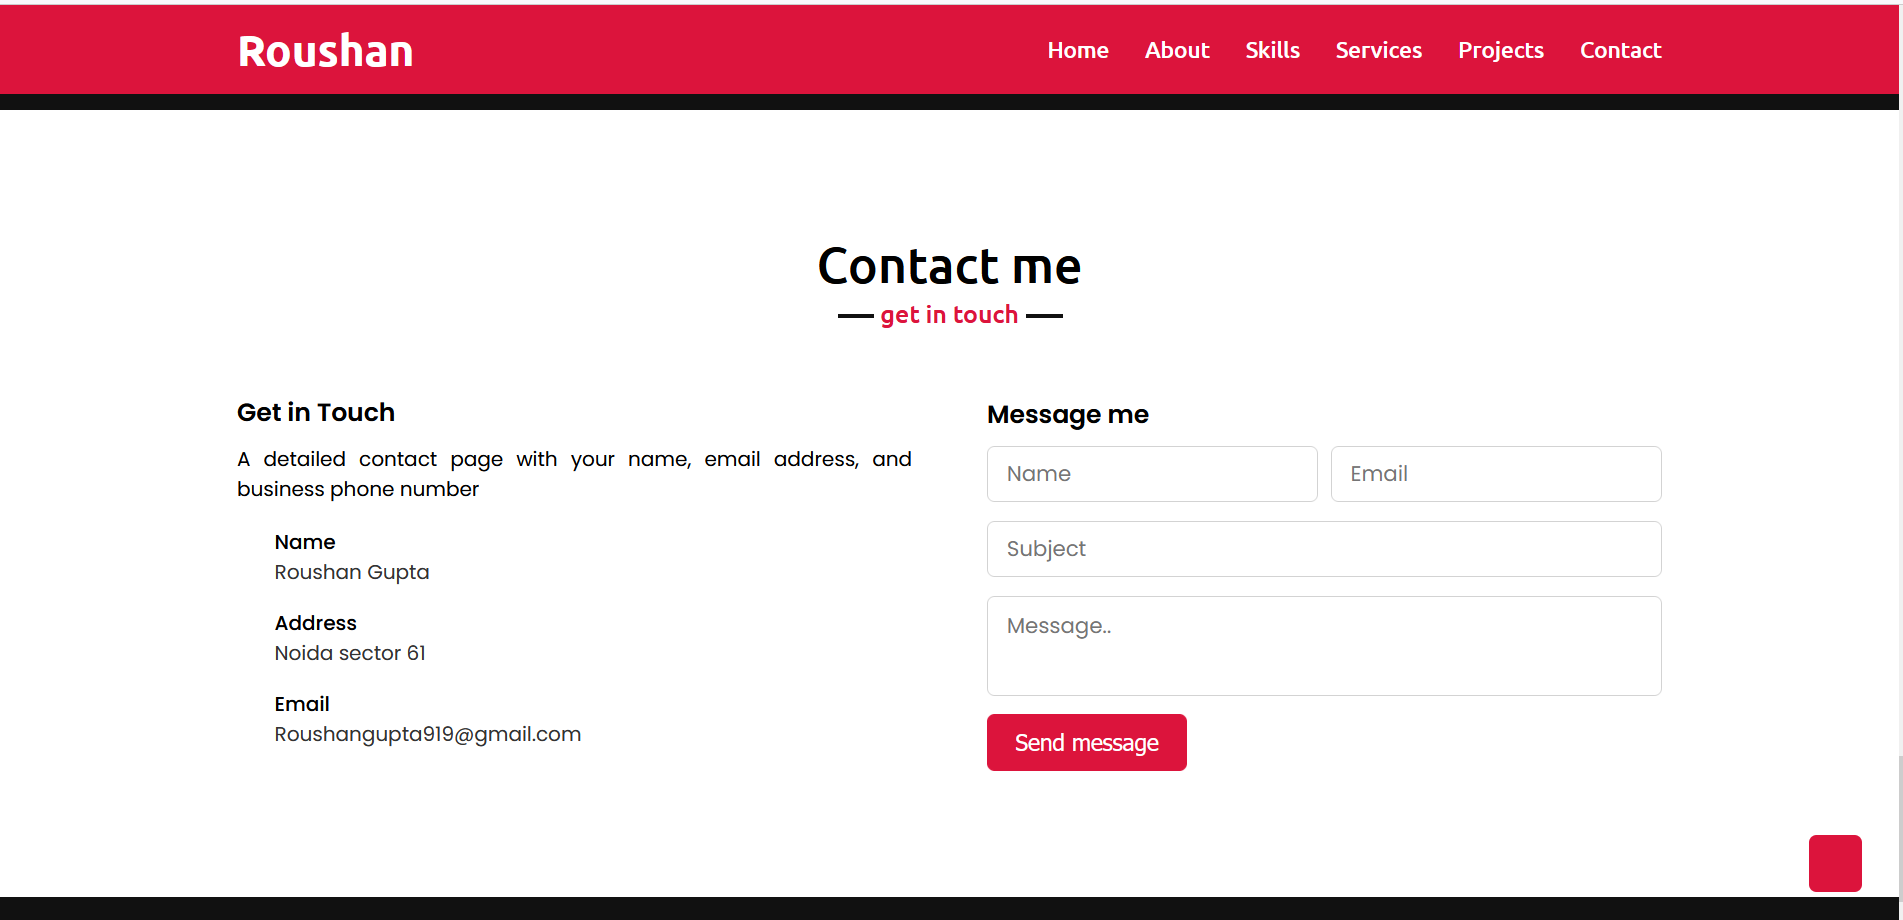 Roushan
Home About Skills Services Projects Contact
Contact me
get in touch
Get in Touch
A detailed contact page with your name, email address, and
business phone number
Name
Roushan Gupta
Address
Noida sector 61
Email
Roushangupta919@gmail.com
Message me
Name Email
Subject
Message..
Send message